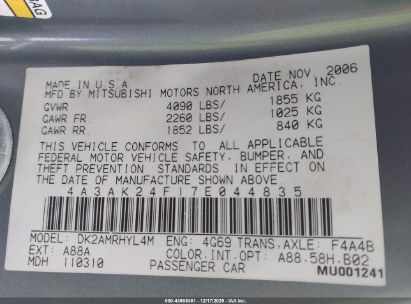 MAG
MADE IN U.S.A
DATE NOV 2006
MFD BY MITSUBISHI MOTORS NORTH AMERICA, INC.
GVWR 4090 LBS/ 1855 KG
GAWR FR. 2260 LBS/ 1025 KG
GAWR RR. 1852 LBS/ 840 KG
THIS VEHICLE CONFORMS TO ALL APPLICABLE
FEDERAL MOTOR VEHICLE SAFETY, BUMPER, AND
THEFT PREVENTION STANDARDS IN EFFECT ON THE
DATE OF MANUFACTURE SHOWN ABOVE.
4A3AK24F17E044835
MODEL: DK2AMRHYL4M ENG: 4G69 TRANS.AXLE: F4A4B
EXT: A88A COLOR.INT.OPT: A88.58H.B02
MDH 110310 PASSENGER CAR
MU001241